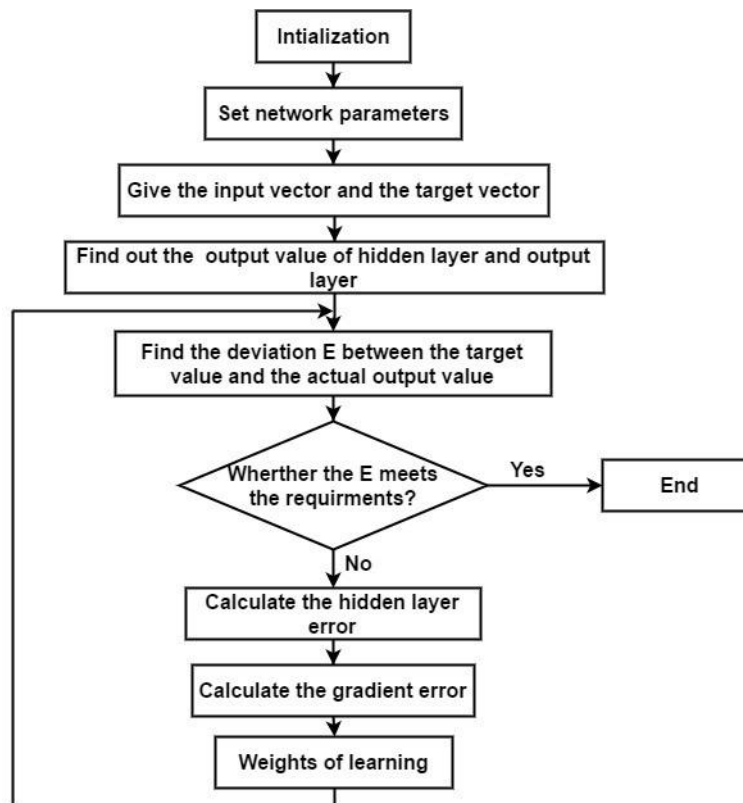 Intialization
Set network parameters
Give the input vector and the target vector
Find out the output value of hidden layer and output
layer
Find the deviation E between the target
value and the actual output value
Wherther the E meets
the requirments?
Yes
End
No
Calculate the hidden layer
error
Calculate the gradient error
Weights of learning